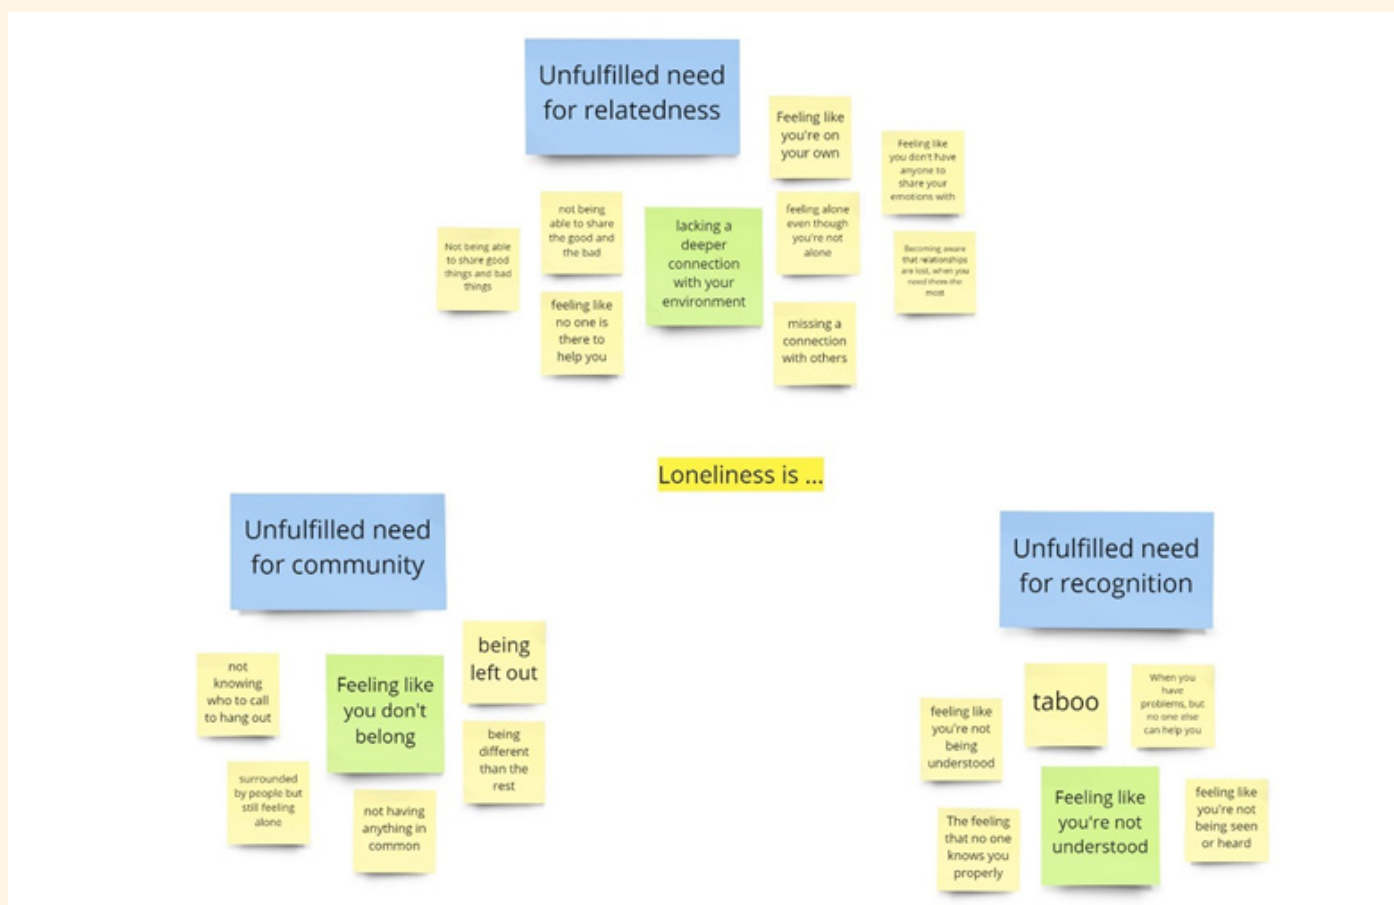 Unfulfilled need
for relatedness
Feeling like
you're on
your own
Feeling like
you don't have
anyone to
share your
emotions with
not being
able to share
the good and
the bad
lacking a
deeper
connection
with your
environment
feeling alone
even though
you're not
alone
Not being able
to share good
things and bad
things
Becoming aware
that relationships
are lost, when you
need them the
most
feeling like
no one is
there to
help you
missing a
connection
with others
Loneliness is ...
Unfulfilled need
for community
being
left out
not
knowing
who to call
to hang out
Feeling like
you don't
belong
being
different
than the
rest
surrounded
by people but
still feeling
alone
not having
anything in
common
Unfulfilled need
for recognition
taboo
When you
have
problems, but
no one else
can help you
feeling like
you're not
being
understood
Feeling like
you're not
understood
feeling like
you're not
being seen
or heard
The feeling
that no one
knows you
properly